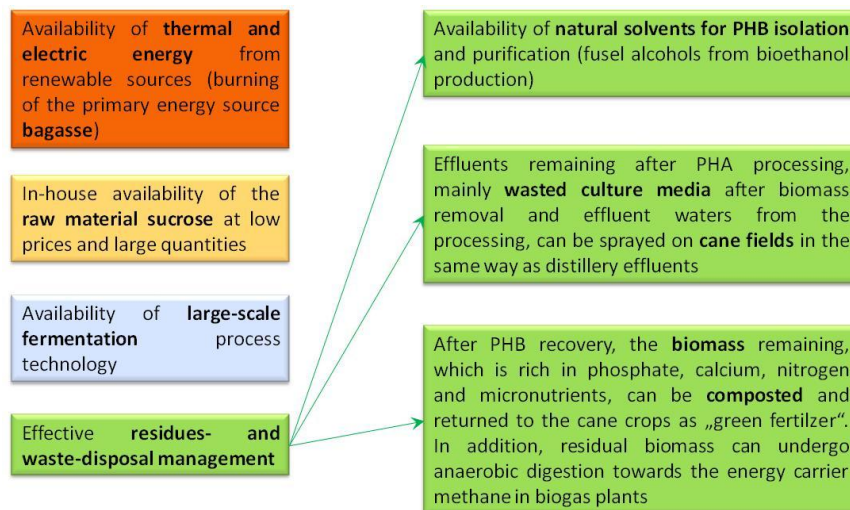 Availability of thermal and
electric energy from
renewable sources (burning
of the primary energy source
bagasse)
In-house availability of the
raw material sucrose at low
prices and large quantities
Availability of large-scale
fermentation process
technology
Effective residues- and
waste-disposal management
Availability of natural solvents for PHB isolation
and purification (fusel alcohols from bioethanol
production)
Effluents remaining after PHA processing,
mainly wasted culture media after biomass
removal and effluent waters from the
processing, can be sprayed on cane fields in the
same way as distillery effluents
After PHB recovery, the biomass remaining,
which is rich in phosphate, calcium, nitrogen
and micronutrients, can be composted and
returned to the cane crops as „green fertilzer“.
In addition, residual biomass can undergo
anaerobic digestion towards the energy carrier
methane in biogas plants